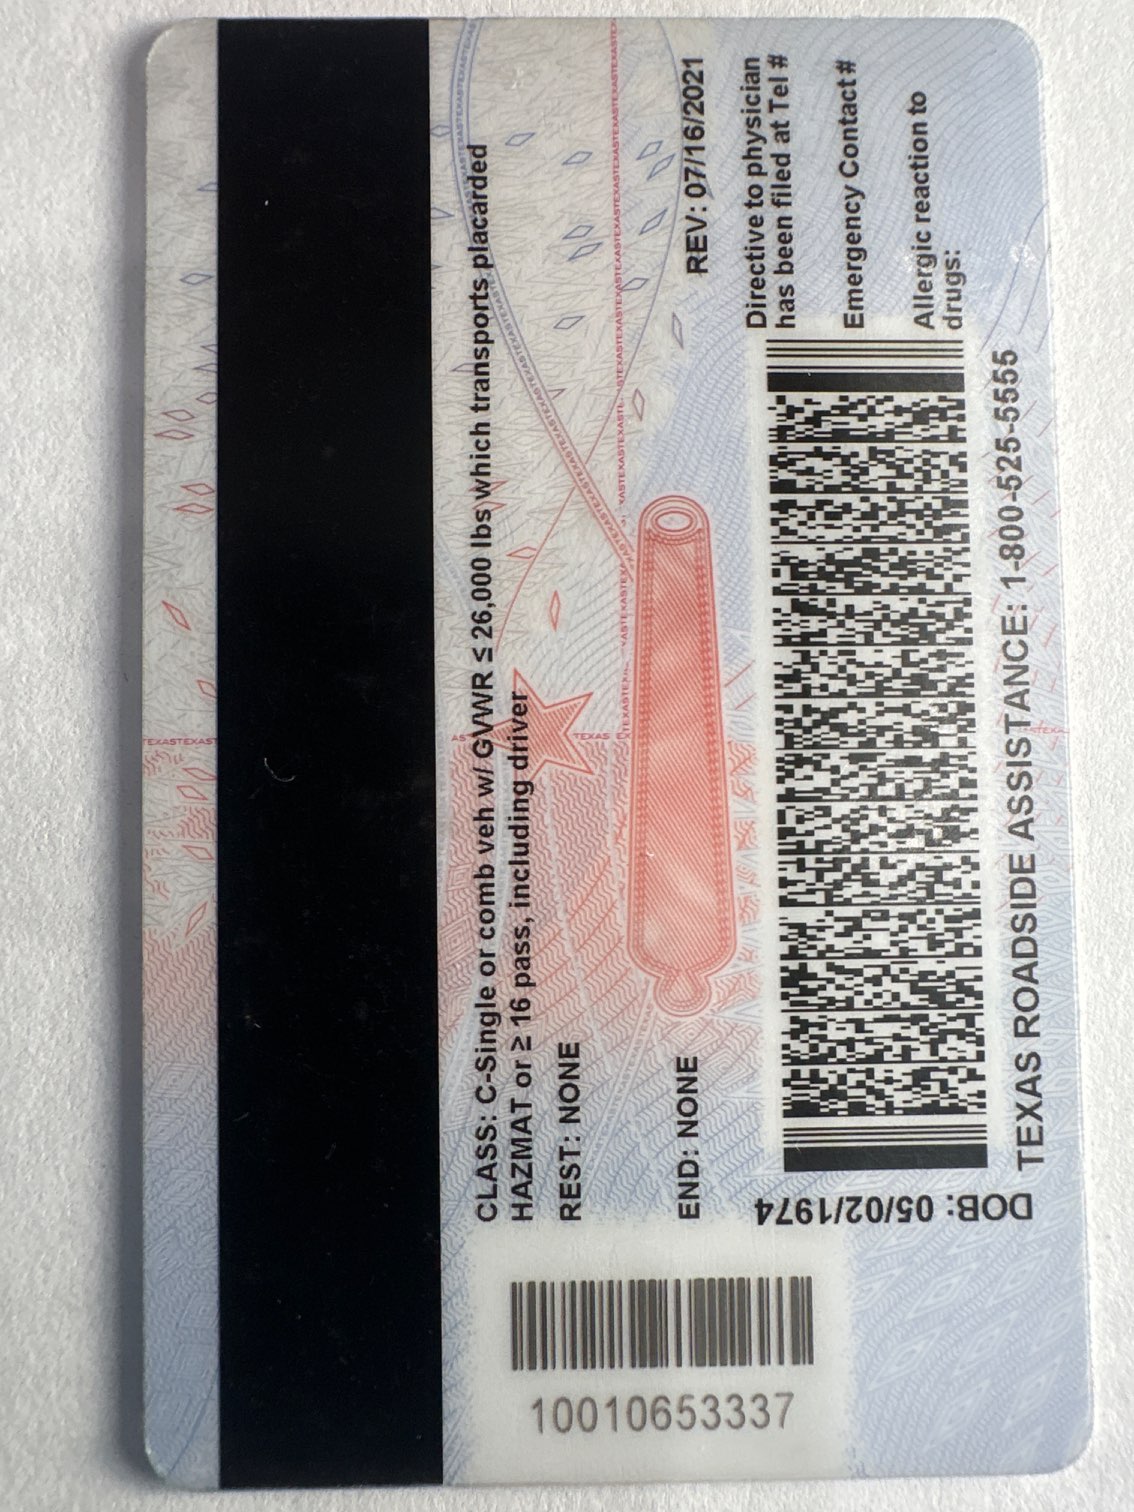 CLASS: C-Single or comb veh w/ GVWR ≤ 26,000 lbs which transports placarded
HAZMAT or ≥ 16 pass, including driver
REST: NONE
END: NONE
REV: 07/16/2021
Directive to physician
has been filed at Tel #
Emergency Contact#
Allergic reaction to
drugs:
TEXAS ROADSIDE ASSISTANCE: 1-800-525-5555
DOB: 05/02/1974
10010653337